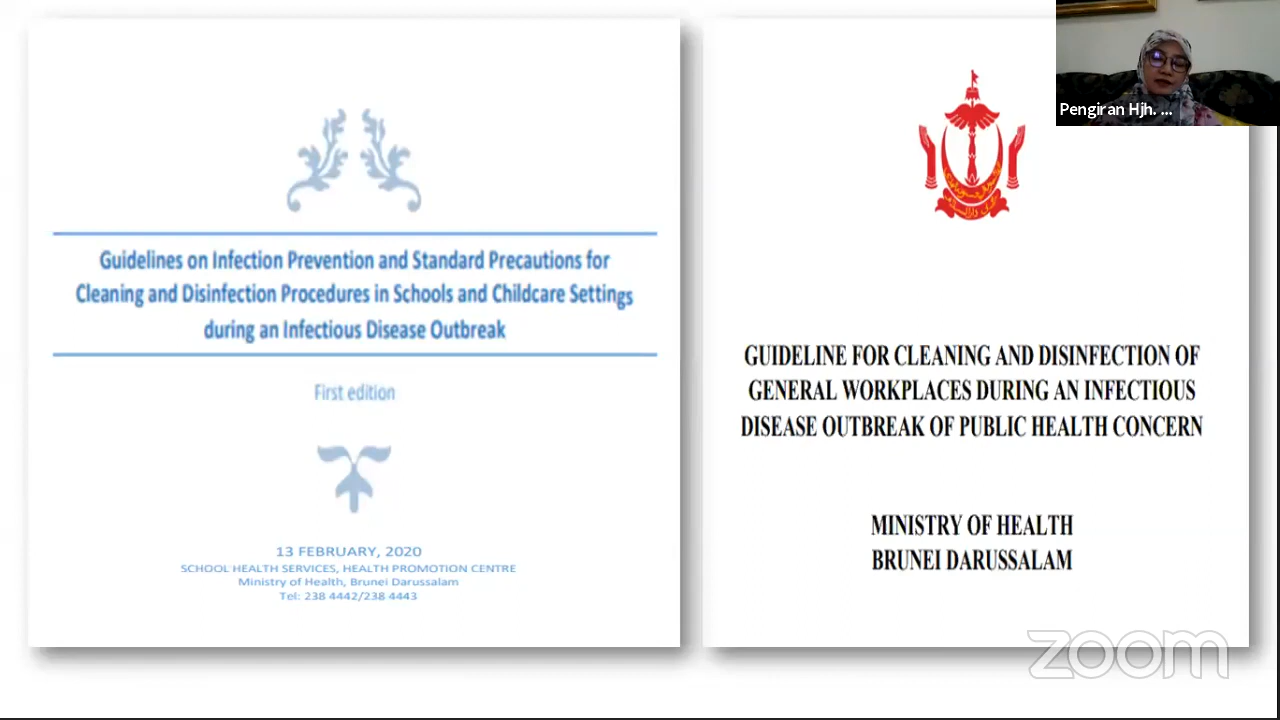 Guidelines on Infection Prevention and Standard Precautions for
Cleaning and Disinfection Procedures in Schools and Childcare Settings
during an Infectious Disease Outbreak
First edition
13 FEBRUARY, 2020
SCHOOL HEALTH SERVICES, HEALTH PROMOTION CENTRE
Ministry of Health, Brunei Darussalam
Tel: 238 4442/238 4443
GUIDELINE FOR CLEANING AND DISINFECTION OF
GENERAL WORKPLACES DURING AN INFECTIOUS
DISEASE OUTBREAK OF PUBLIC HEALTH CONCERN
MINISTRY OF HEALTH
BRUNEI DARUSSALAM
Pengiran Hjh. ...
zoom